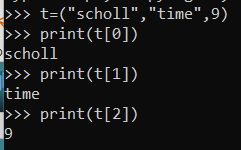 >>> t=("scholl","time",9)
>>> print(t[0])
scholl
>>> print(t[1])
time
>>> print(t[2])
9